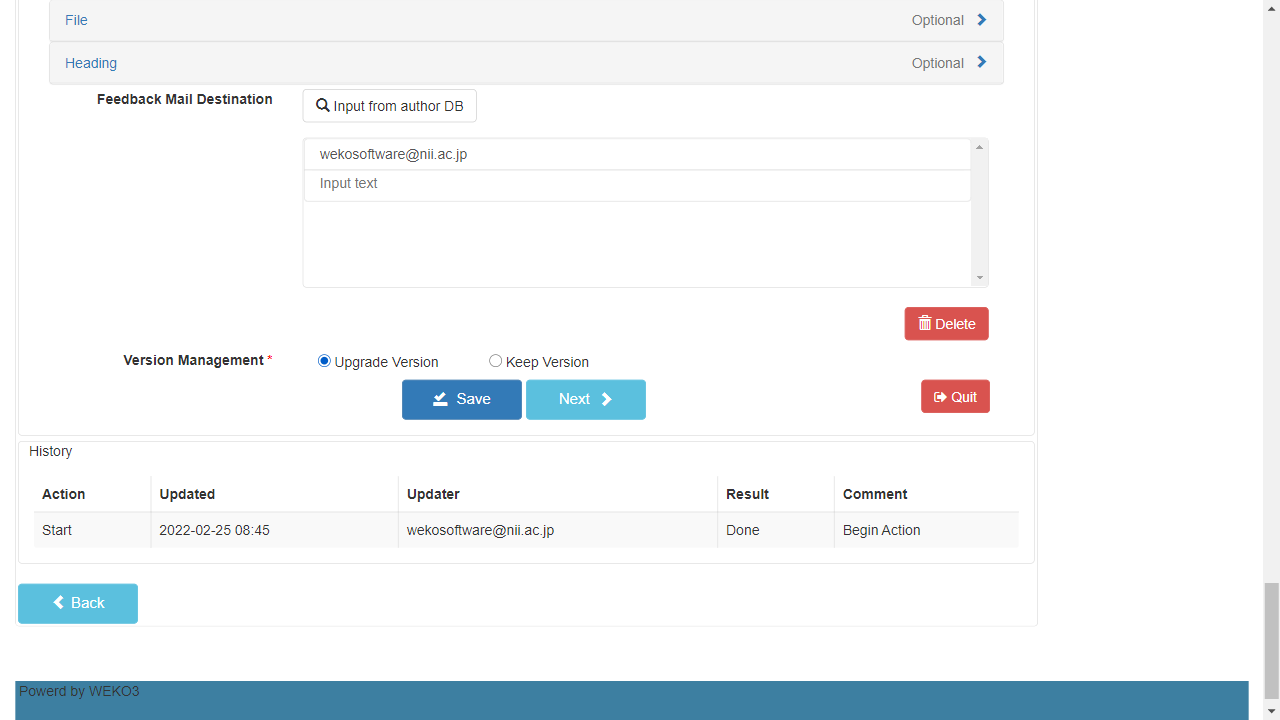 File Optional
Heading Optional
Feedback Mail Destination Input from author DB
wekosoftware@nii.ac.jp
Input text
Delete
Version Management * Upgrade Version Keep Version
Save Next Quit
History
Action Updated Updater Result Comment
Start 2022-02-25 08:45 wekosoftware@nii.ac.jp Done Begin Action
Back
Powerd by WEKO3